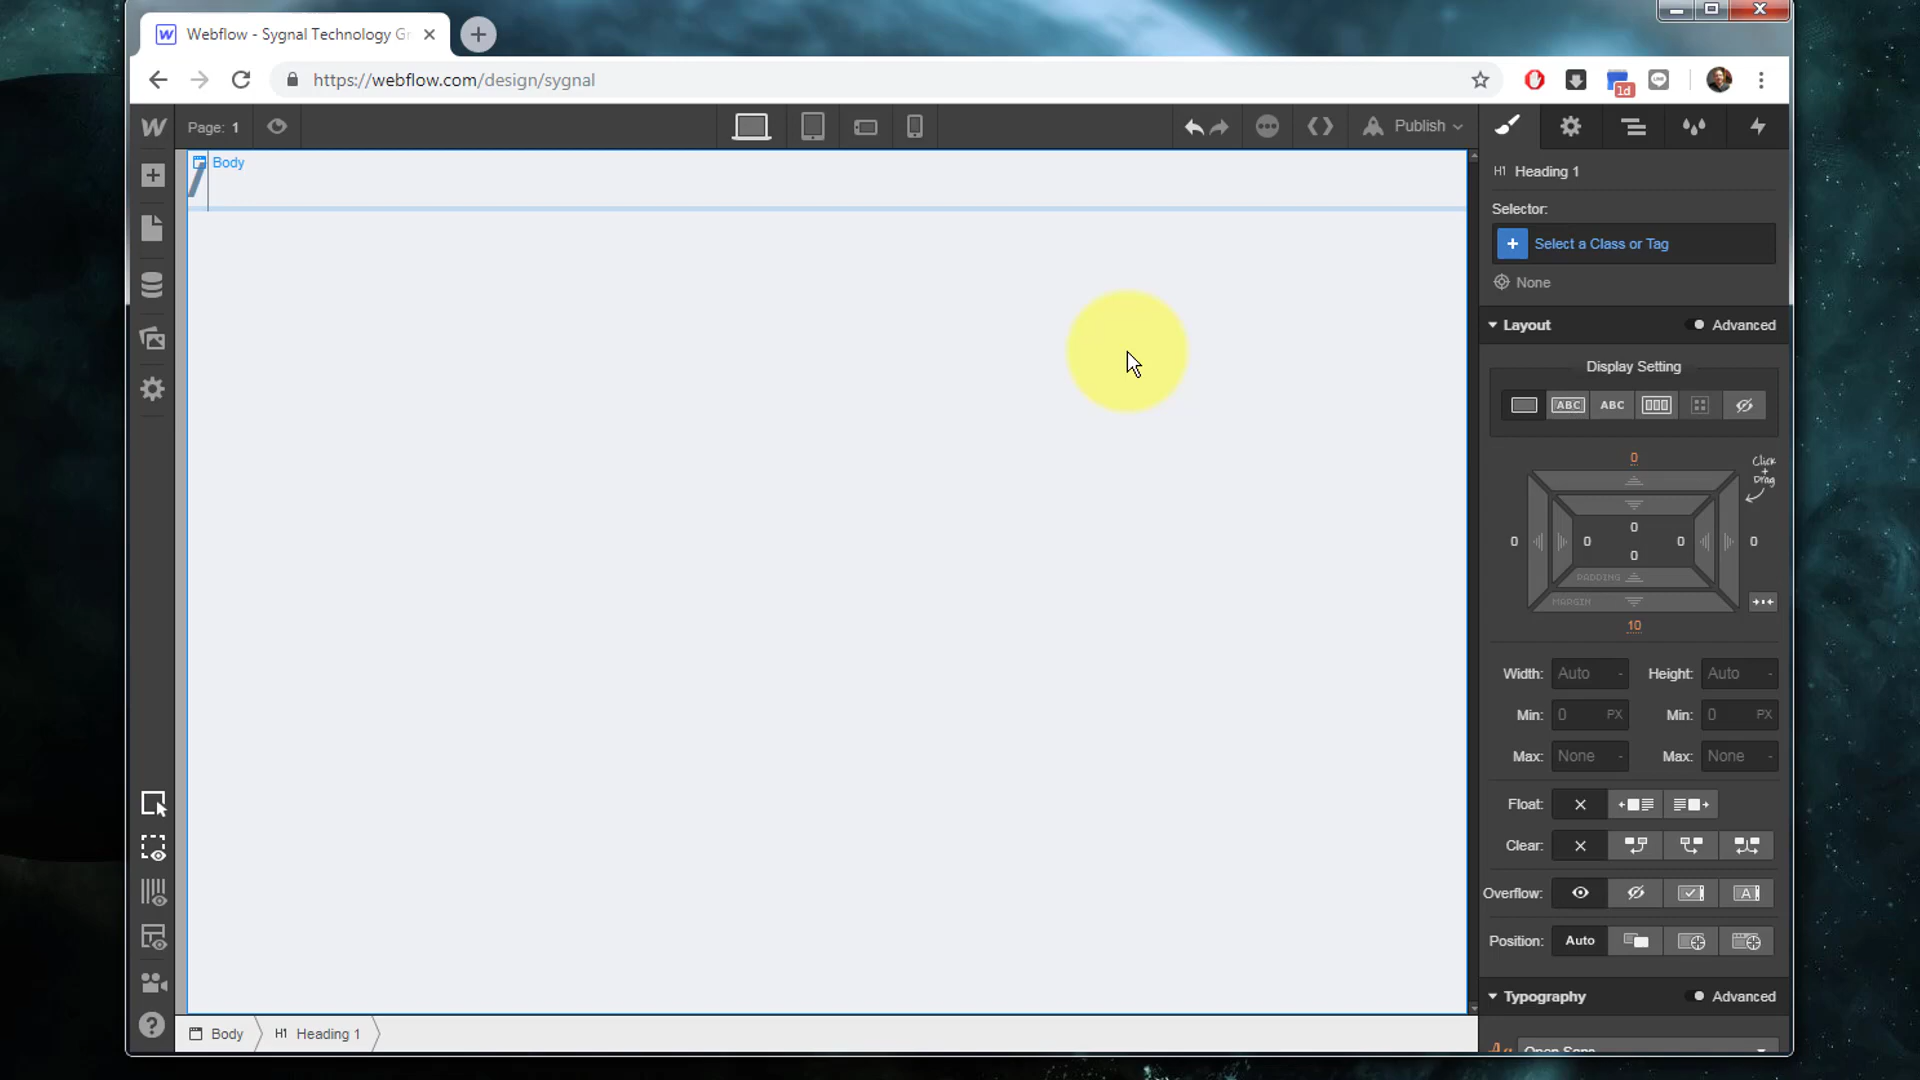 Webflow - Sygnal Technology Gr
https://webflow.com/design/sygnal
1d
Page: 1
Publish
Body
/
H1 Heading 1
Selector:
+ Select a Class or Tag
None
Layout
Advanced
Display Setting
ABC
ABC
0
Click
+
Drag
0
0
0
0
0
0
PADDING
MARGIN
10
Width: Auto -
Height: Auto -
Min: 0 PX
Min: 0 PX
Max: None -
Max: None -
Float:
Clear:
Overflow:
A
Position: Auto
Typography
Advanced
Open Sans
Body
H1 Heading 1
?